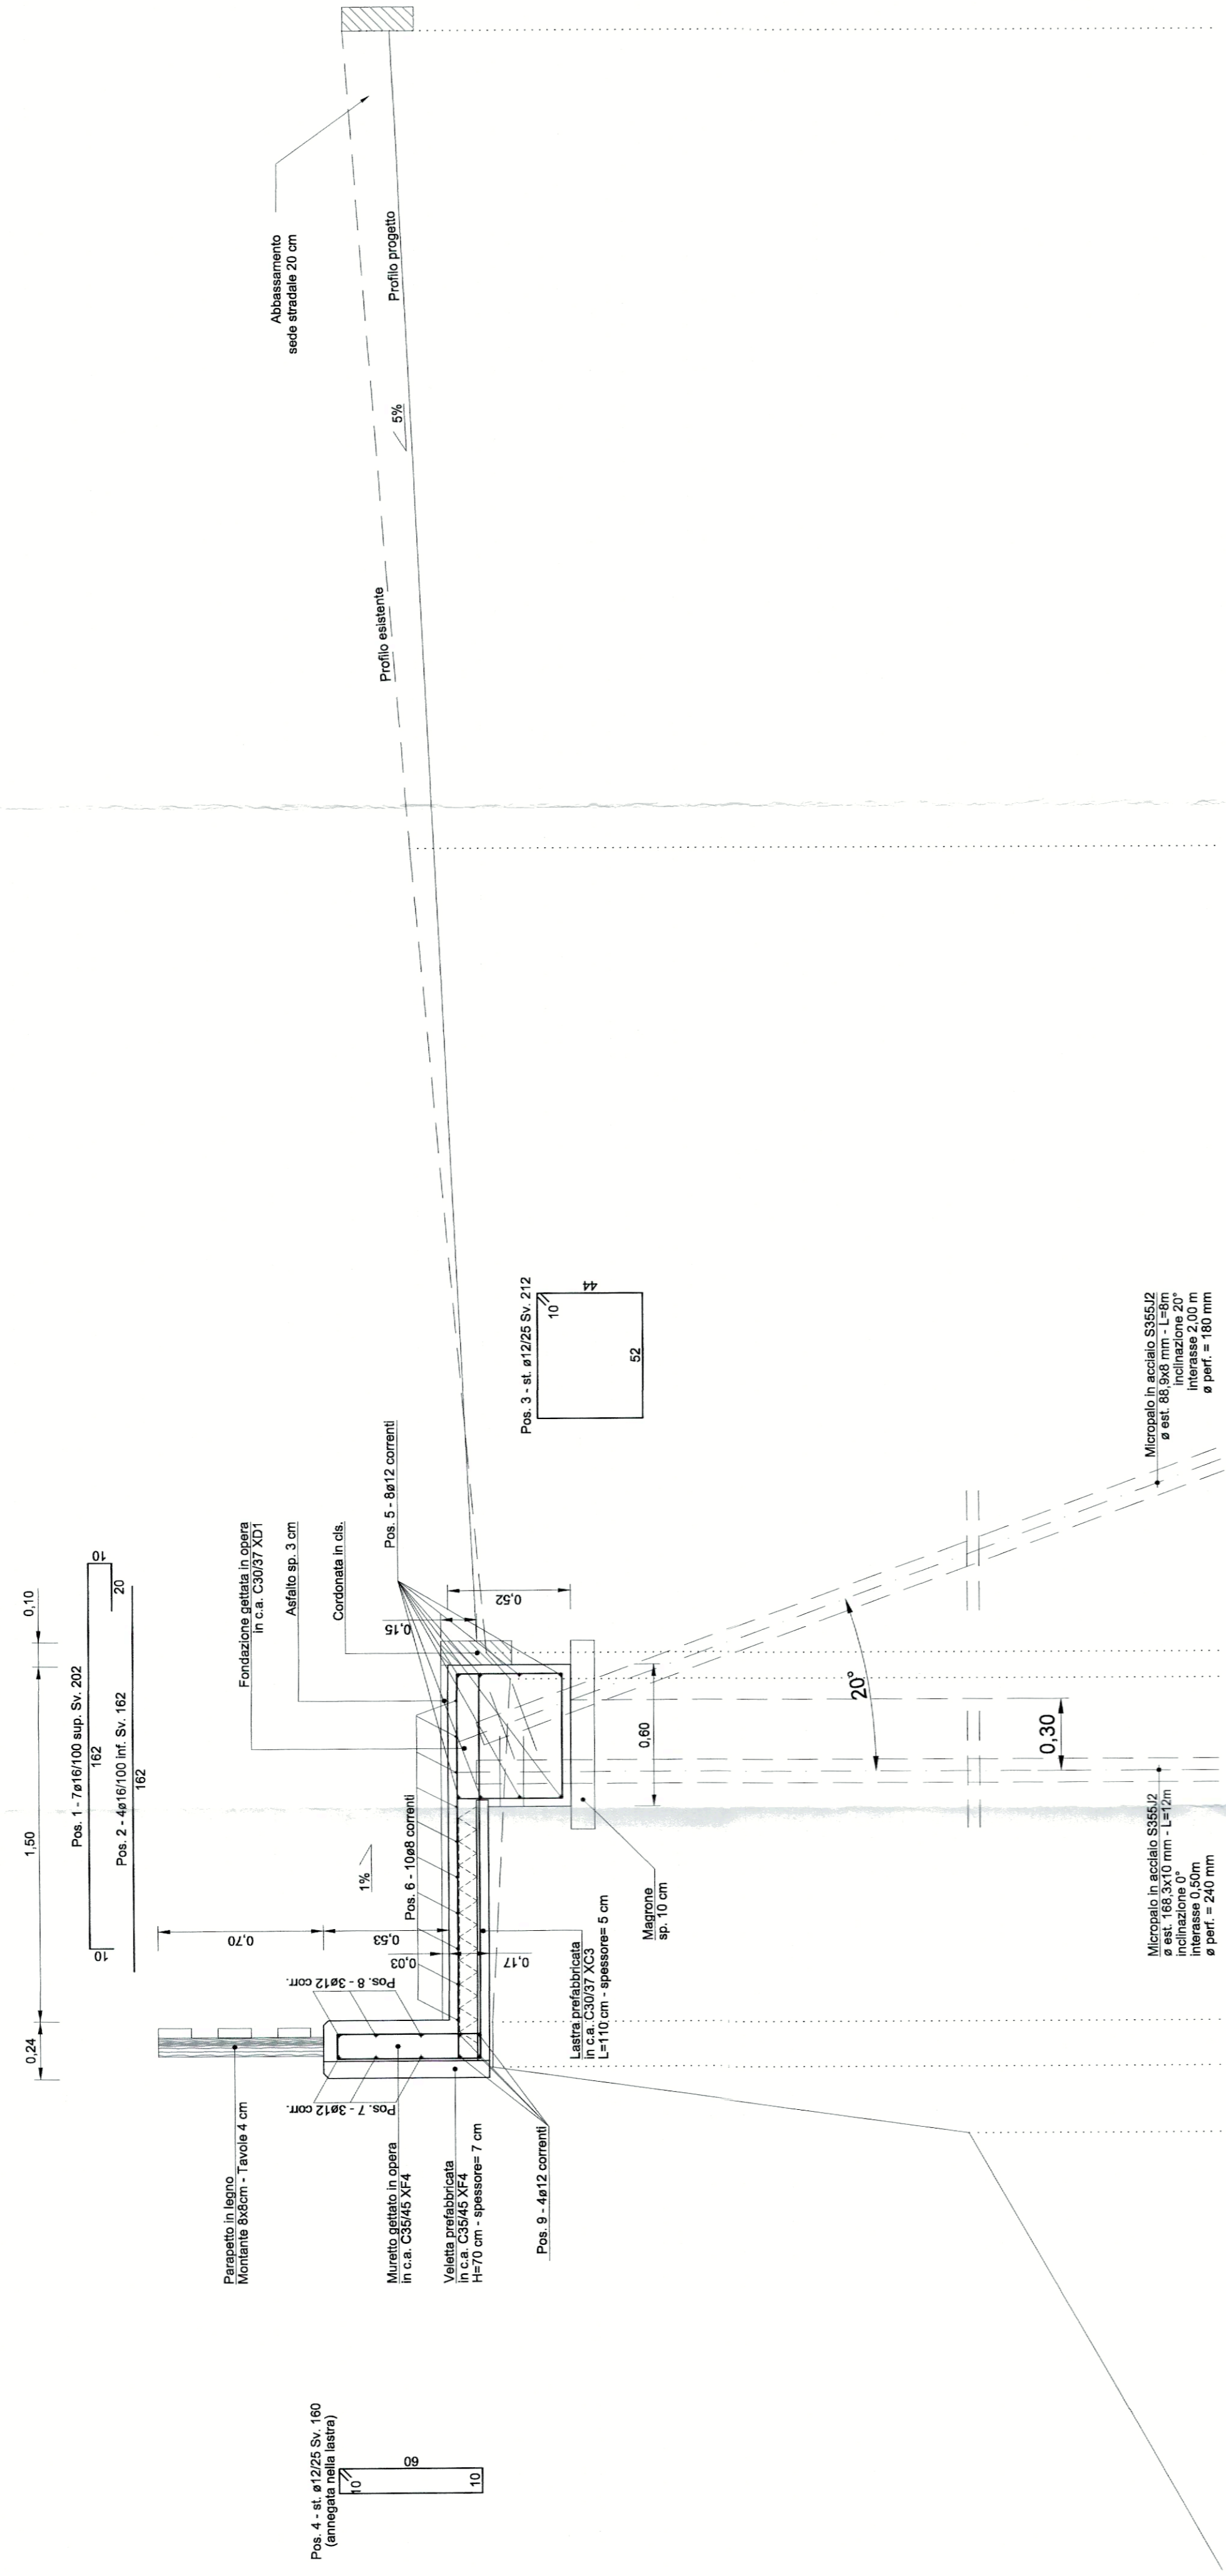 0,24
1,50
0,10
Pos. 1 - 7ø16/100 sup. Sv. 202
10
162
10
20
Pos. 2 - 4ø16/100 inf. Sv. 162
162
Parapetto in legno
Montante 8x8cm - Tavole 4 cm
0,70
0,53
1%
Fondazione gettata in opera
in c.a. C30/37 XD1
Asfalto sp. 3 cm
Cordonata in cls.
Abbassamento
sede stradale 20 cm
Profilo esistente
Profilo progetto
5%
Pos. 4 - st. ø12/25 Sv. 160
(annegata nella lastra)
10
60
10
Pos. 7 - 3ø12 corr.
Pos. 8 - 3ø12 corr.
Muretto gettato in opera
in c.a. C35/45 XF4
Veletta prefabbricata
in c.a. C35/45 XF4
H=70 cm - spessore= 7 cm
Pos. 9 - 4ø12 correnti
0,03
0,17
Pos. 6 - 10ø8 correnti
Pos. 5 - 8ø12 correnti
0,15
0,52
Lastra prefabbricata
in c.a. C30/37 XC3
L=110 cm - spessore= 5 cm
Magrone
sp. 10 cm
0,60
Pos. 3 - st. ø12/25 Sv. 212
10
44
52
20°
0,30
Micropalo in acciaio S355J2
ø est. 168,3x10 mm - L=12m
inclinazione 0°
interasse 0,50m
ø perf. = 240 mm
Micropalo in acciaio S355J2
ø est. 88,9x8 mm - L=8m
inclinazione 20°
interasse 2,00 m
ø perf. = 180 mm